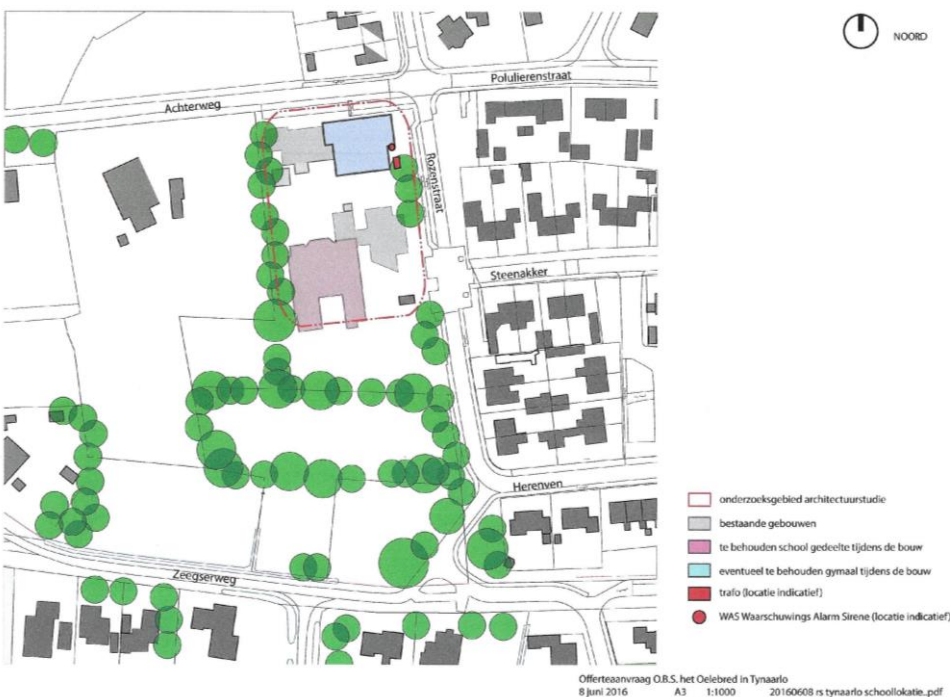 NOORD
Polulierenstraat
Achterweg
Rozenstraat
Steenakker
Herenven
Zeegserweg
onderzoeksgebied architectuurstudie
bestaande gebouwen
te behouden school gedeelte tijdens de bouw
eventueel te behouden gymaal tijdens de bouw
trafo (locatie indicatief)
WAS Waarschuwings Alarm Sirene (locatie indicatief)
Offerteaanvraag O.B.S. het Oelebred in Tynaarlo
8 juni 2016 A3 1:1000 20160608 rs tynaarlo schoollokatie_.pdf